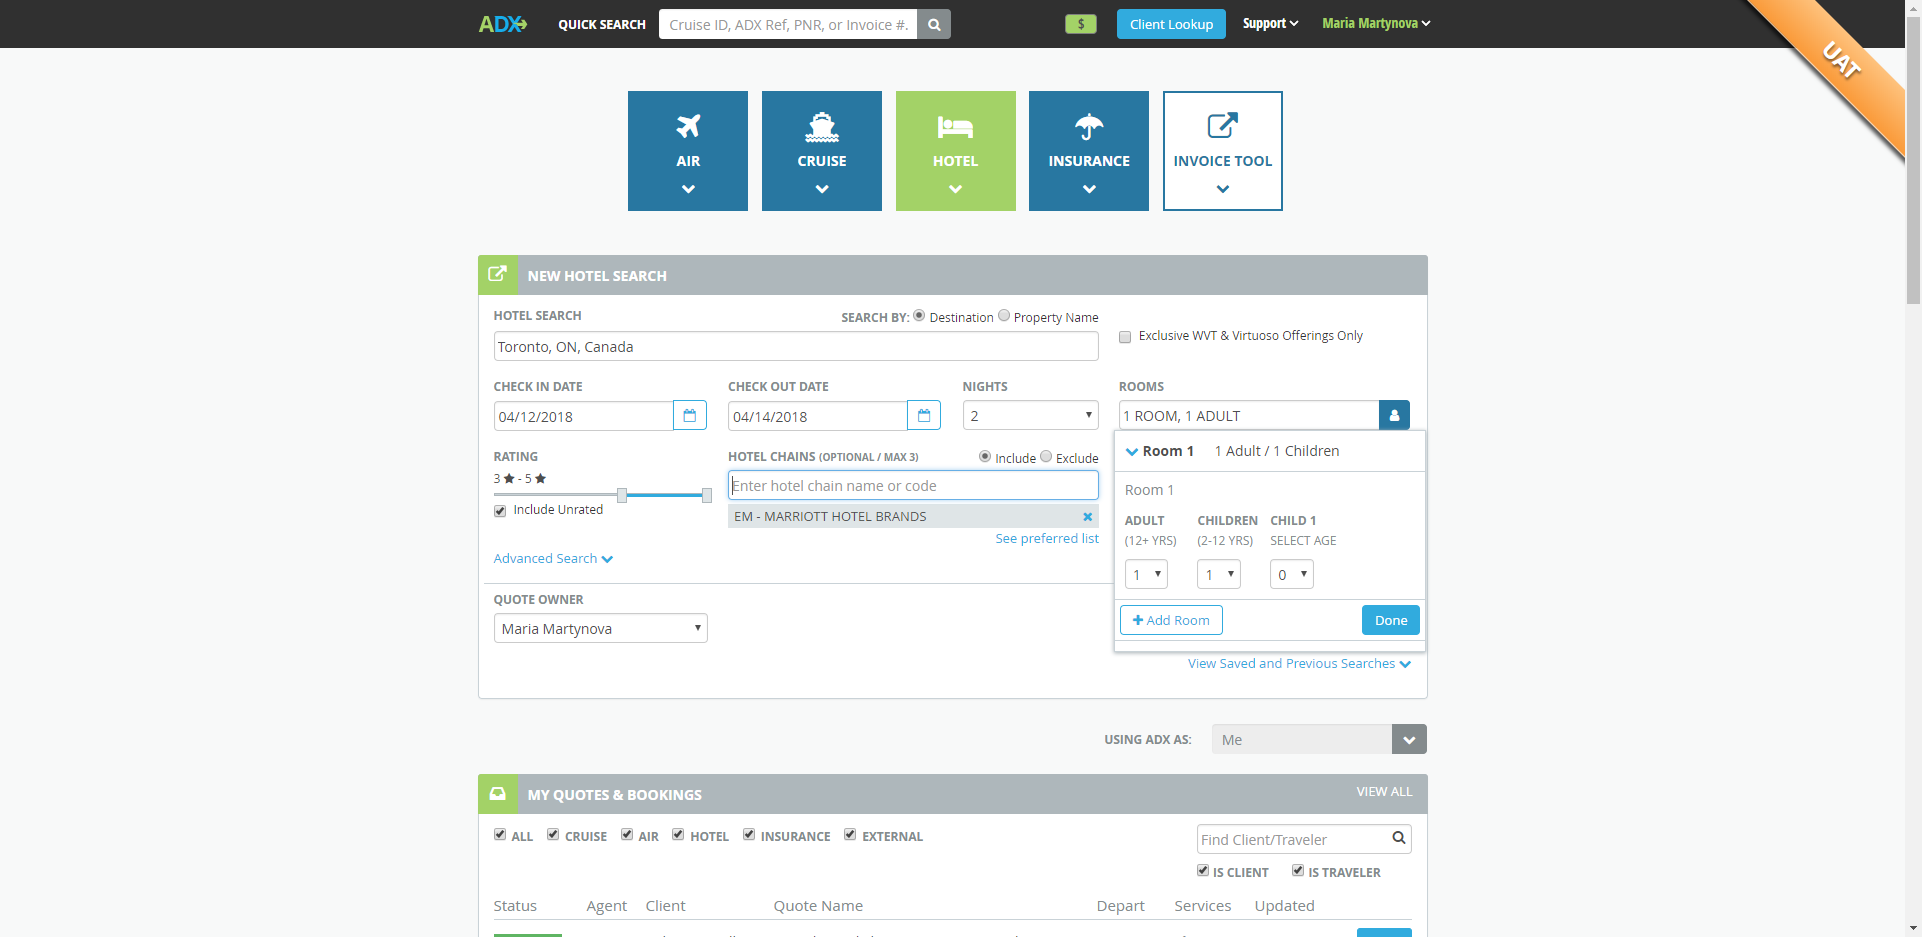 ADX QUICK SEARCH Cruise ID, ADX Ref, PNR, or Invoice #. $ Client Lookup Support Maria Martynova
UAT
AIR CRUISE HOTEL INSURANCE INVOICE TOOL
NEW HOTEL SEARCH
HOTEL SEARCH SEARCH BY: Destination Property Name
Toronto, ON, Canada
Exclusive WVT & Virtuoso Offerings Only
CHECK IN DATE CHECK OUT DATE NIGHTS ROOMS
04/12/2018 04/14/2018 2 1 ROOM, 1 ADULT
RATING HOTEL CHAINS (OPTIONAL / MAX 3) Include Exclude
3 - 5
Enter hotel chain name or code
Include Unrated
EM - MARRIOTT HOTEL BRANDS
See preferred list
Advanced Search
Room 1 1 Adult / 1 Children
Room 1
ADULT CHILDREN CHILD 1
(12+ YRS) (2-12 YRS) SELECT AGE
1 1 0
+ Add Room Done
QUOTE OWNER
Maria Martynova
View Saved and Previous Searches
USING ADX AS: Me
MY QUOTES & BOOKINGS VIEW ALL
ALL CRUISE AIR HOTEL INSURANCE EXTERNAL
Find Client/Traveler
IS CLIENT IS TRAVELER
Status Agent Client Quote Name Depart Services Updated